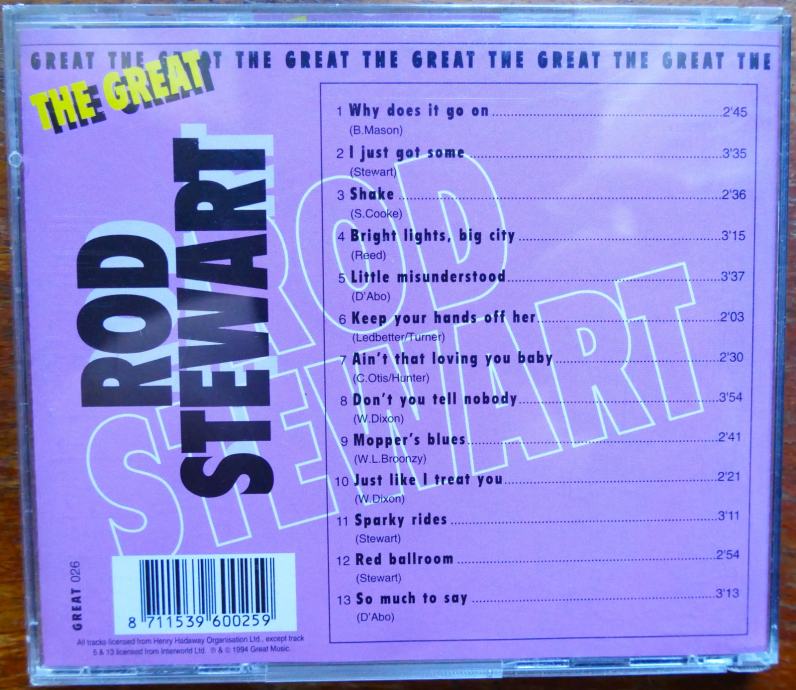 GREAT THE GREAT THE GREAT THE GREAT THE GREAT THE GREAT THE
THE GREAT
ROD
STEWART
ROD
STEWART
1 Why does it go on 2'45
(B.Mason)
2 I just got some 3'35
(Stewart)
3 Shake 2'36
(S.Cooke)
4 Bright lights, big city 3'15
(Reed)
5 Little misunderstood 3'37
(D'Abo)
6 Keep your hands off her 2'03
(Ledbetter/Turner)
7 Ain't that loving you baby 2'30
(C.Otis/Hunter)
8 Don't you tell nobody 3'54
(W.Dixon)
9 Mopper's blues 2'41
(W.L.Broonzy)
10 Just like I treat you 2'21
(W.Dixon)
11 Sparky rides 3'11
(Stewart)
12 Red ballroom 2'54
(Stewart)
13 So much to say 3'13
(D'Abo)
GREAT 026
8 711539 600259
All tracks licensed from Henry Hadaway Organisation Ltd., except track
5 & 13 licensed from Interworld Ltd. ℗ & © 1994 Great Music.